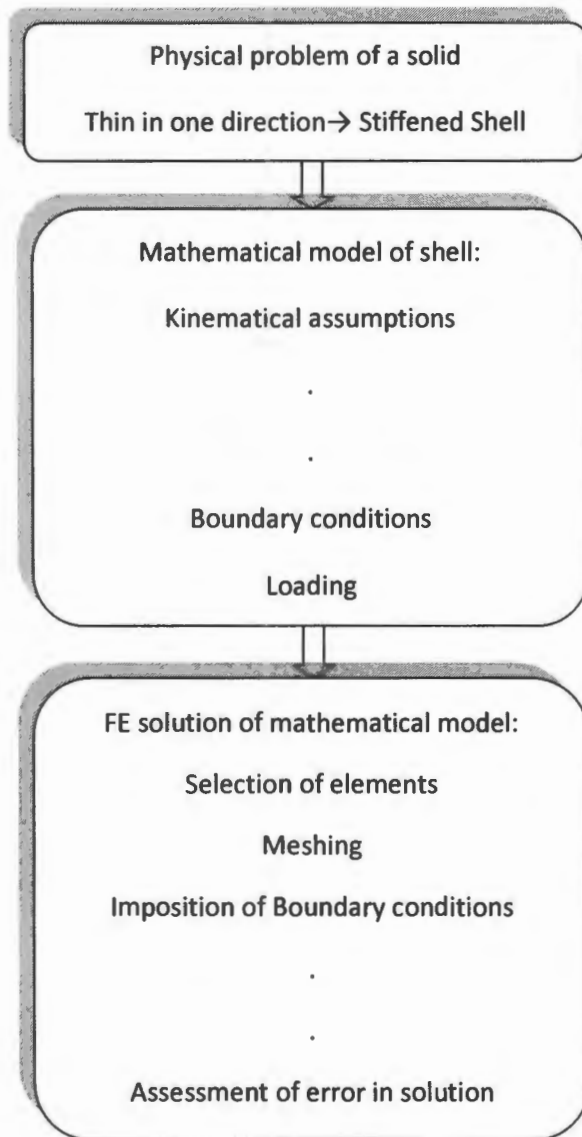 Physical problem of a solid
Thin in one direction→ Stiffened Shell
Mathematical model of shell:
Kinematical assumptions
.
.
Boundary conditions
Loading
FE solution of mathematical model:
Selection of elements
Meshing
Imposition of Boundary conditions
.
.
Assessment of error in solution